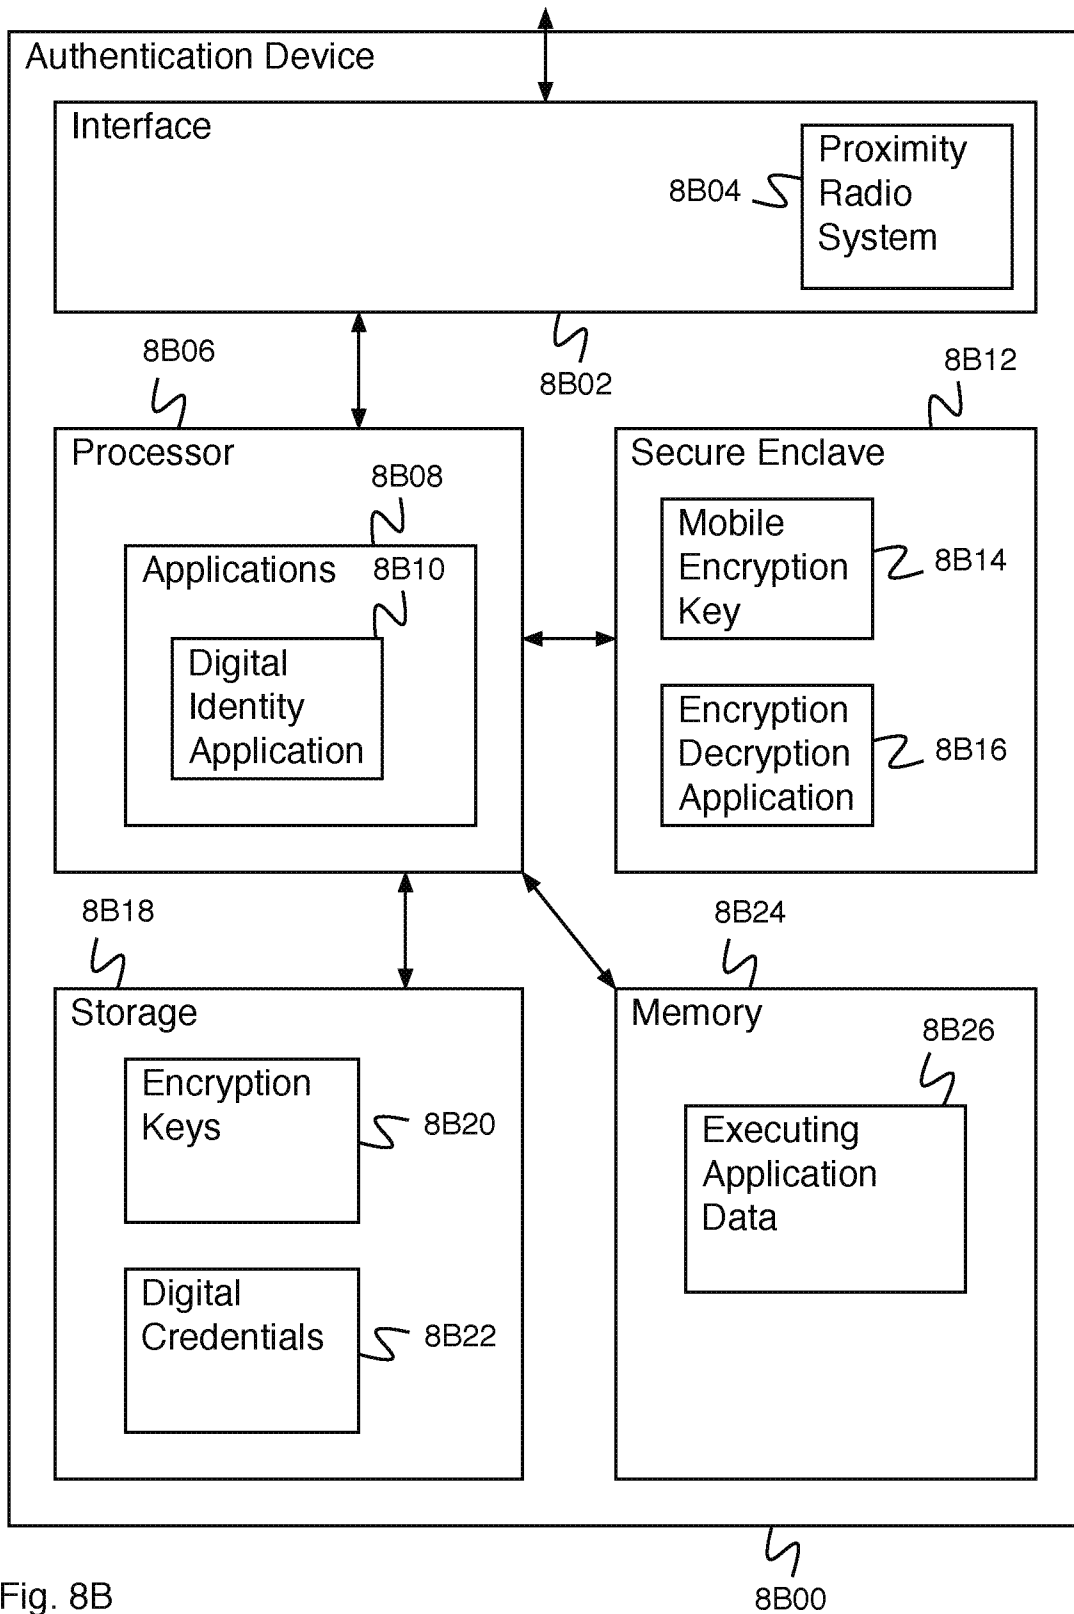 Authentication Device
Interface
Proximity
Radio
System
8B04
8B02
8B06
8B12
Processor
8B08
Applications
8B10
Digital
Identity
Application
Secure Enclave
Mobile
Encryption
Key
8B14
Encryption
Decryption
Application
8B16
8B18
8B24
Storage
Encryption
Keys
8B20
Digital
Credentials
8B22
Memory
8B26
Executing
Application
Data
Fig. 8B
8B00